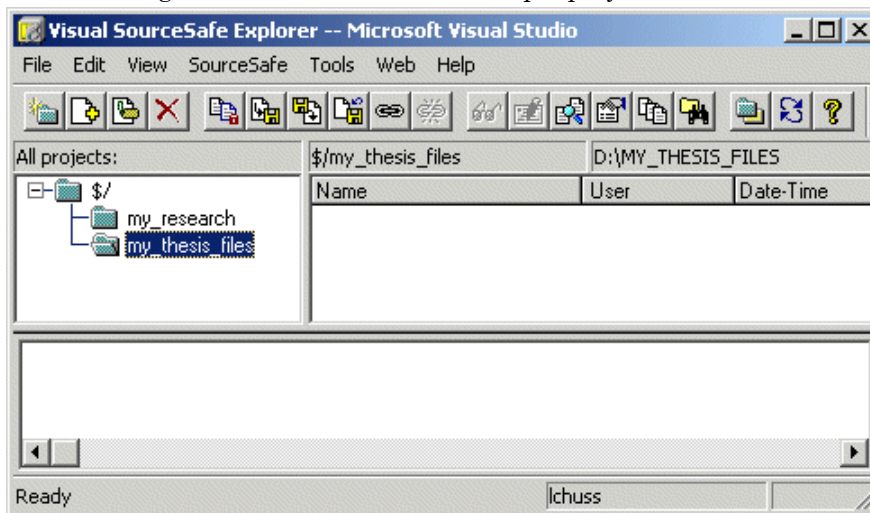 Visual SourceSafe Explorer -- Microsoft Visual Studio
File Edit View SourceSafe Tools Web Help
All projects: $/my_thesis_files D:\MY_THESIS_FILES
$/ Name User Date-Time
my_research
my_thesis_files
Ready lchuss